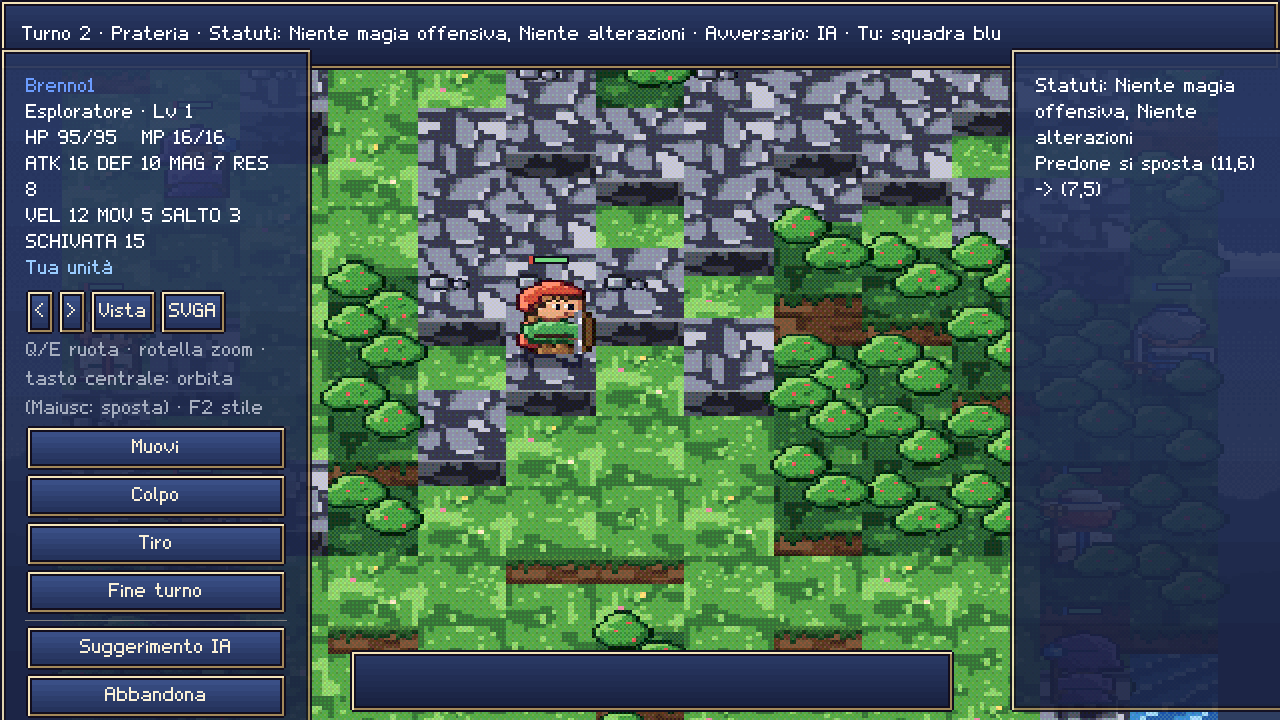 Turno 2 · Prateria · Statuti: Niente magia offensiva, Niente alterazioni · Avversario: IA · Tu: squadra blu
Brenno1
Esploratore · Lv 1
HP 95/95 MP 16/16
ATK 16 DEF 10 MAG 7 RES
8
VEL 12 MOV 5 SALTO 3
SCHIVATA 15
Tua unità
< > Vista SVGA
Q/E ruota · rotella zoom ·
tasto centrale: orbita
(Maiusc: sposta) · F2 stile
Muovi
Colpo
Tiro
Fine turno
Suggerimento IA
Abbandona
Statuti: Niente magia
offensiva, Niente
alterazioni
Predone si sposta (11,6)
-> (7,5)